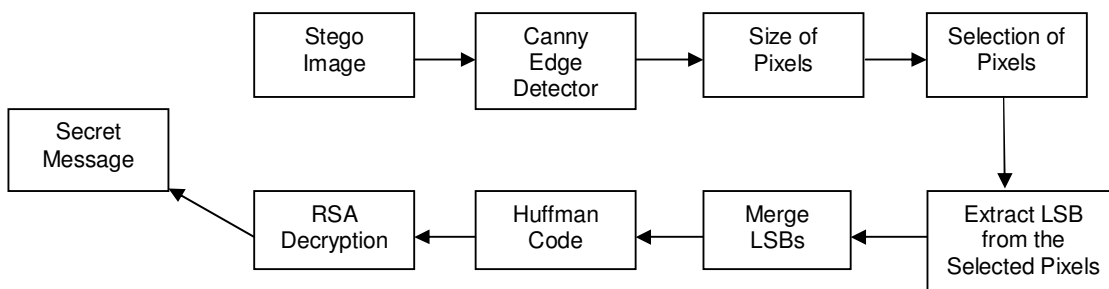 Stego
Image
Canny
Edge
Detector
Size of
Pixels
Selection of
Pixels
Extract LSB
from the
Selected Pixels
Merge
LSBs
Huffman
Code
RSA
Decryption
Secret
Message